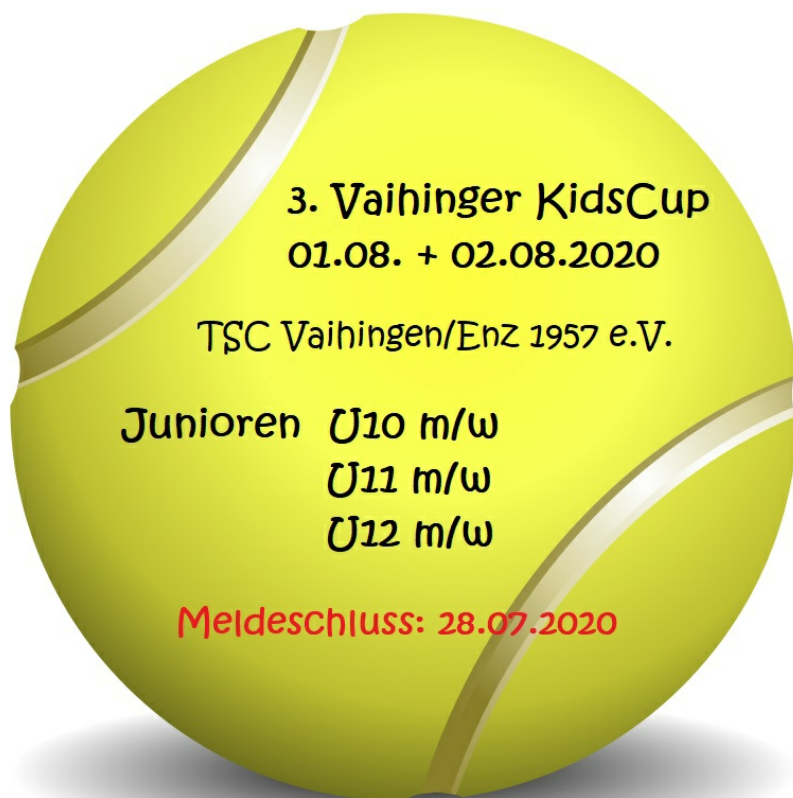 3. Vaihinger KidsCup
01.08. + 02.08.2020
TSC Vaihingen/Enz 1957 e.V.
Junioren U10 m/w
U11 m/w
U12 m/w
Meldeschluss: 28.07.2020